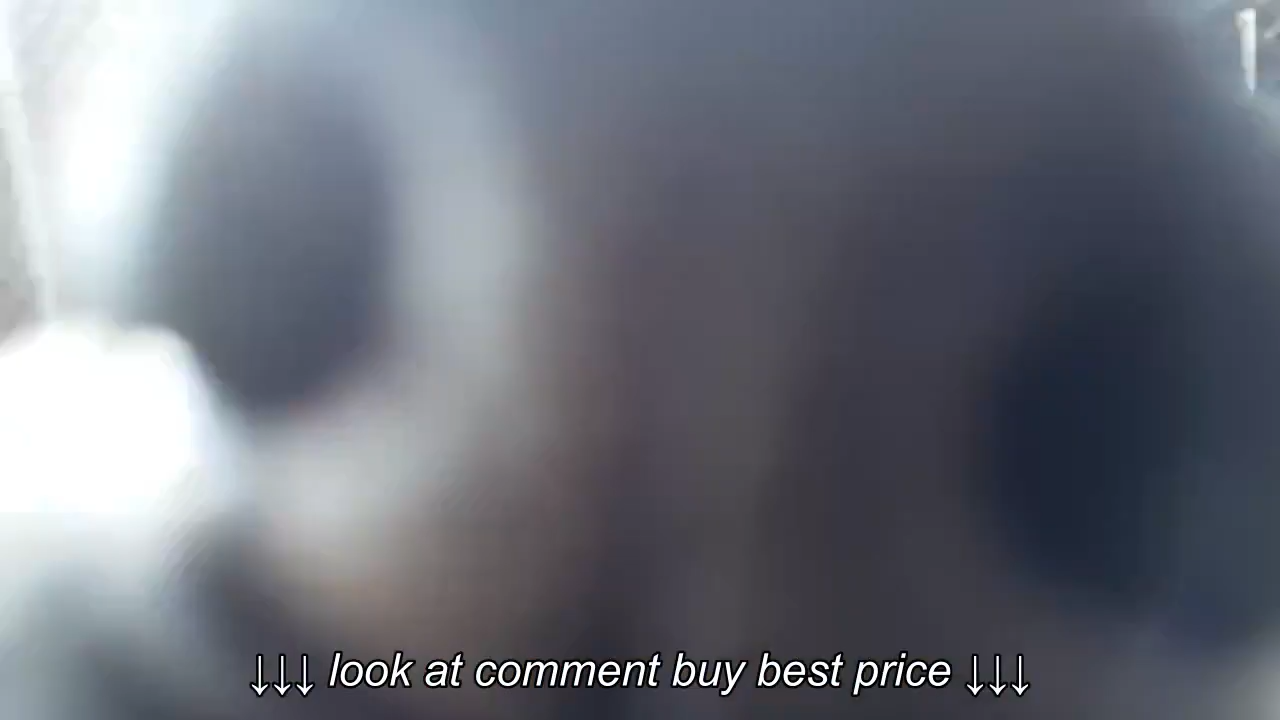 ↓↓↓ look at comment buy best price ↓↓↓